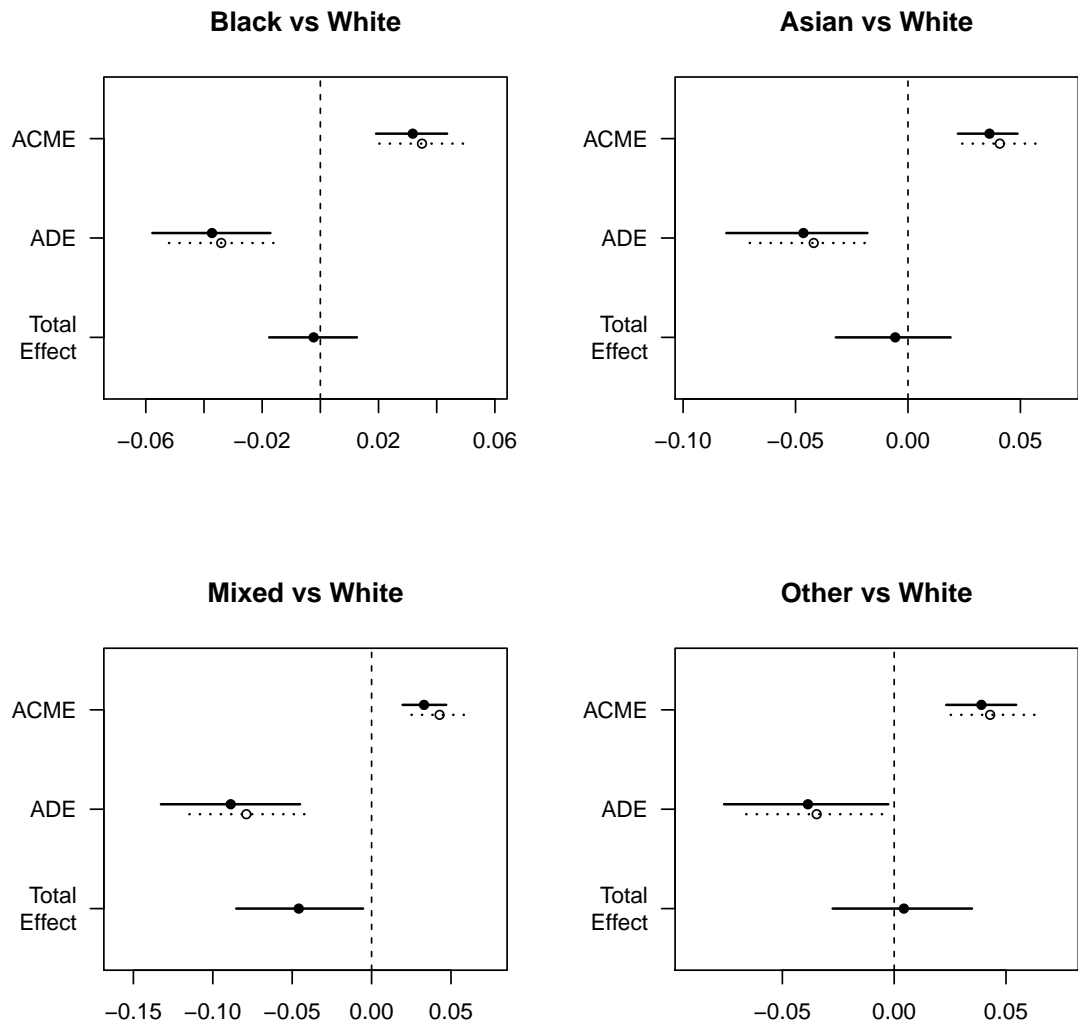 Black vs White
ACME
ADE
Total
Effect
−0.06 −0.02 0.02 0.06
Asian vs White
ACME
ADE
Total
Effect
−0.10 −0.05 0.00 0.05
Mixed vs White
ACME
ADE
Total
Effect
−0.15 −0.10 −0.05 0.00 0.05
Other vs White
ACME
ADE
Total
Effect
−0.05 0.00 0.05